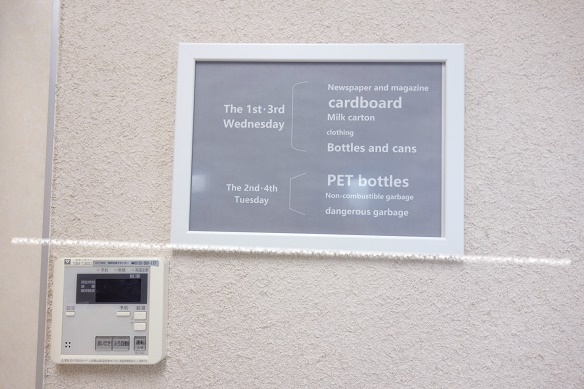 The 1st·3rd
Wednesday
Newspaper and magazine
cardboard
Milk carton
clothing
Bottles and cans
The 2nd·4th
Tuesday
PET bottles
Non-combustible garbage
dangerous garbage